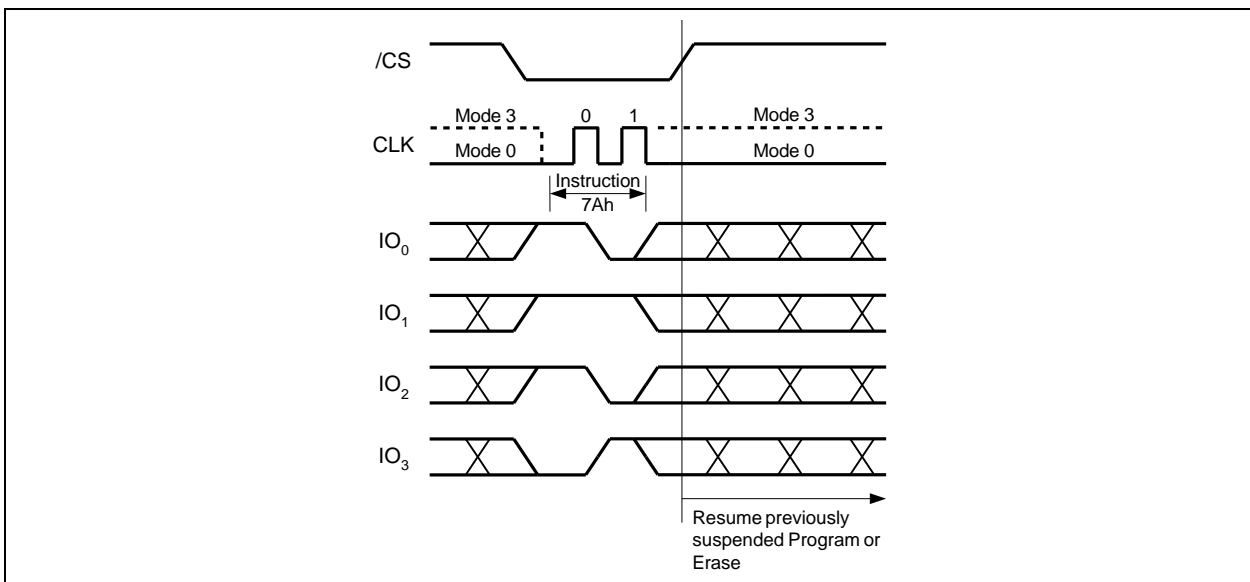 /CS
Mode 3 0 1 Mode 3
CLK
Mode 0 Mode 0
Instruction
7Ah
IO0
IO1
IO2
IO3
Resume previously
suspended Program or
Erase